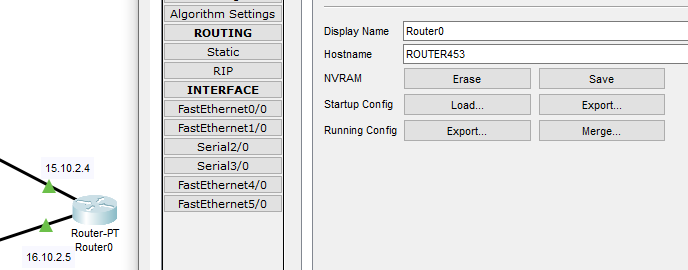 15.10.2.4
Router-PT
Router0
16.10.2.5
Algorithm Settings
ROUTING
Static
RIP
INTERFACE
FastEthernet0/0
FastEthernet1/0
Serial2/0
Serial3/0
FastEthernet4/0
FastEthernet5/0
Display Name Router0
Hostname ROUTER453
NVRAM Erase Save
Startup Config Load... Export...
Running Config Export... Merge...